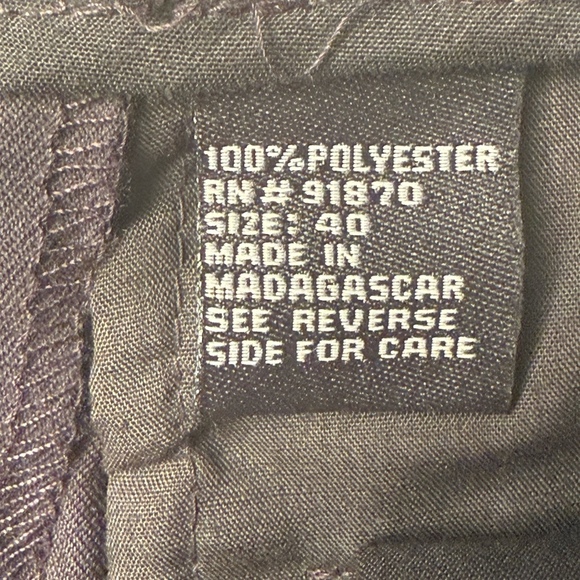 100% POLYESTER
RN# 91870
SIZE: 40
MADE IN
MADAGASCAR
SEE REVERSE
SIDE FOR CARE